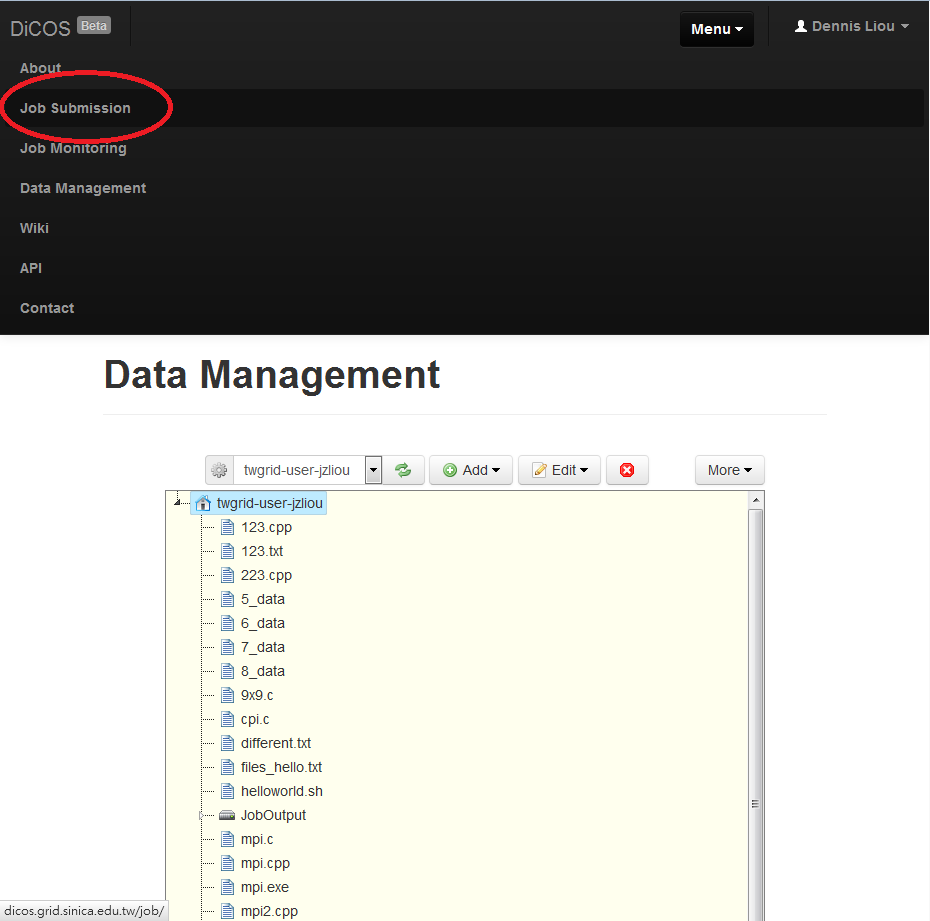 DiCOS Beta
Menu
Dennis Liou
About
Job Submission
Job Monitoring
Data Management
Wiki
API
Contact
Data Management
twgrid-user-jzliou
Add
Edit
More
twgrid-user-jzliou
123.cpp
123.txt
223.cpp
5_data
6_data
7_data
8_data
9x9.c
cpi.c
different.txt
files_hello.txt
helloworld.sh
JobOutput
mpi.c
mpi.cpp
mpi.exe
mpi2.cpp
dicos.grid.sinica.edu.tw/job/